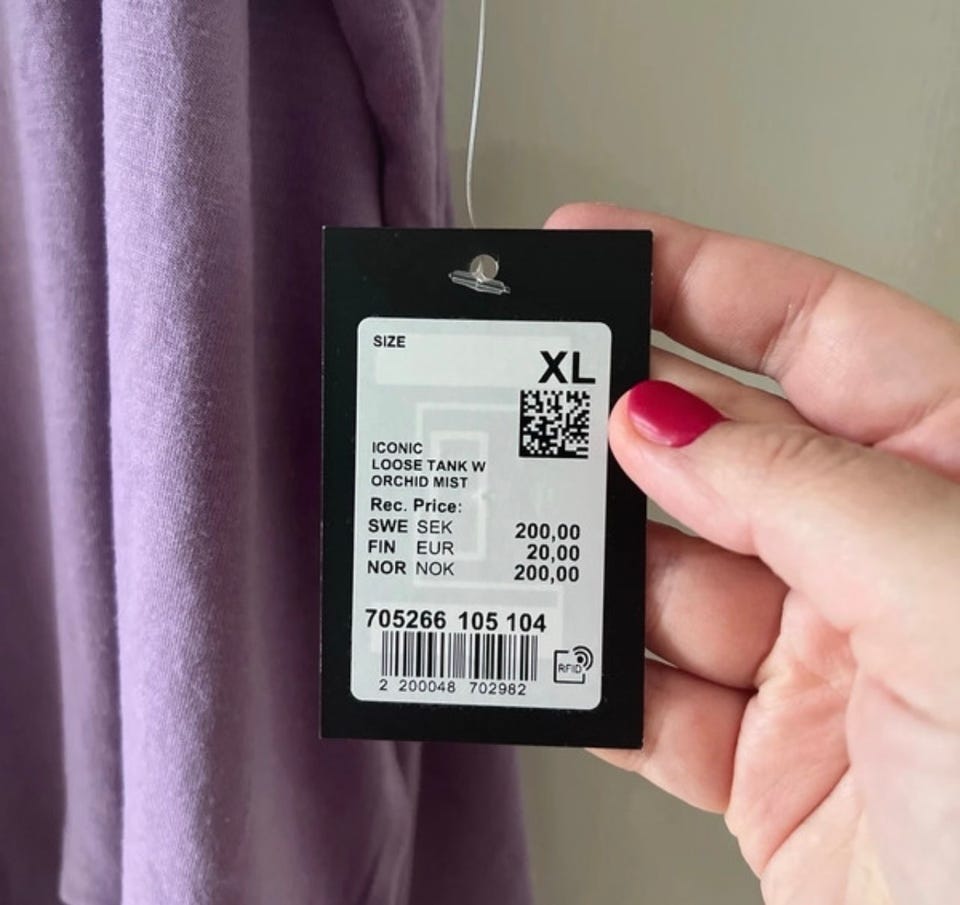 SIZE
XL
ICONIC
LOOSE TANK W
ORCHID MIST
Rec. Price:
SWE SEK 200,00
FIN EUR 20,00
NOR NOK 200,00
705266 105 104
2 200048 702982
RFID